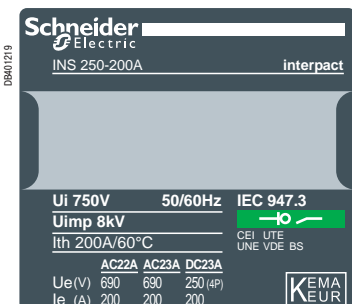 DB401219
Schneider
Electric
INS 250-200A interpact
Ui 750V 50/60Hz IEC 947.3
Uimp 8kV
Ith 200A/60°C
CEI UTE
UNE VDE BS
AC22A AC23A DC23A
Ue(V) 690 690 250 (4P)
Ie (A) 200 200 200
KEMA
KEUR